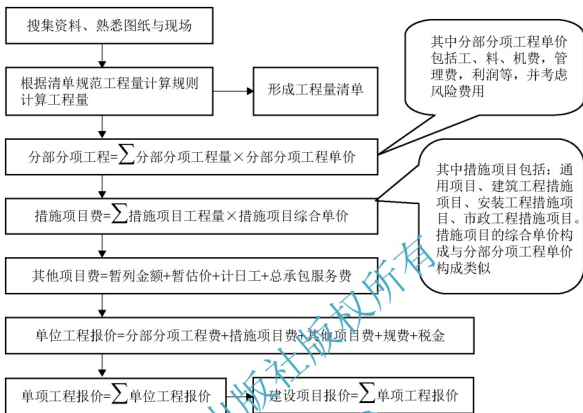 搜集资料、熟悉图纸与现场
根据清单规范工程量计算规则
计算工程量
形成工程量清单
其中分部分项工程单价
包括工、料、机费,管
理费,利润等,并考虑
风险费用
分部分项工程=∑分部分项工程量×分部分项工程单价
措施项目费=∑措施项目工程量×措施项目综合单价
其中措施项目包括:通
用项目、建筑工程措施
项目、安装工程措施项
目、市政工程措施项目。
措施项目的综合单价构
成与分部分项工程单价
构成类似
其他项目费=暂列金额+暂估价+计日工+总承包服务费
单位工程报价=分部分项工程费+措施项目费+其他项目费+规费+税金
单项工程报价=∑单位工程报价
建设项目报价=∑单项工程报价
出版社版权所有